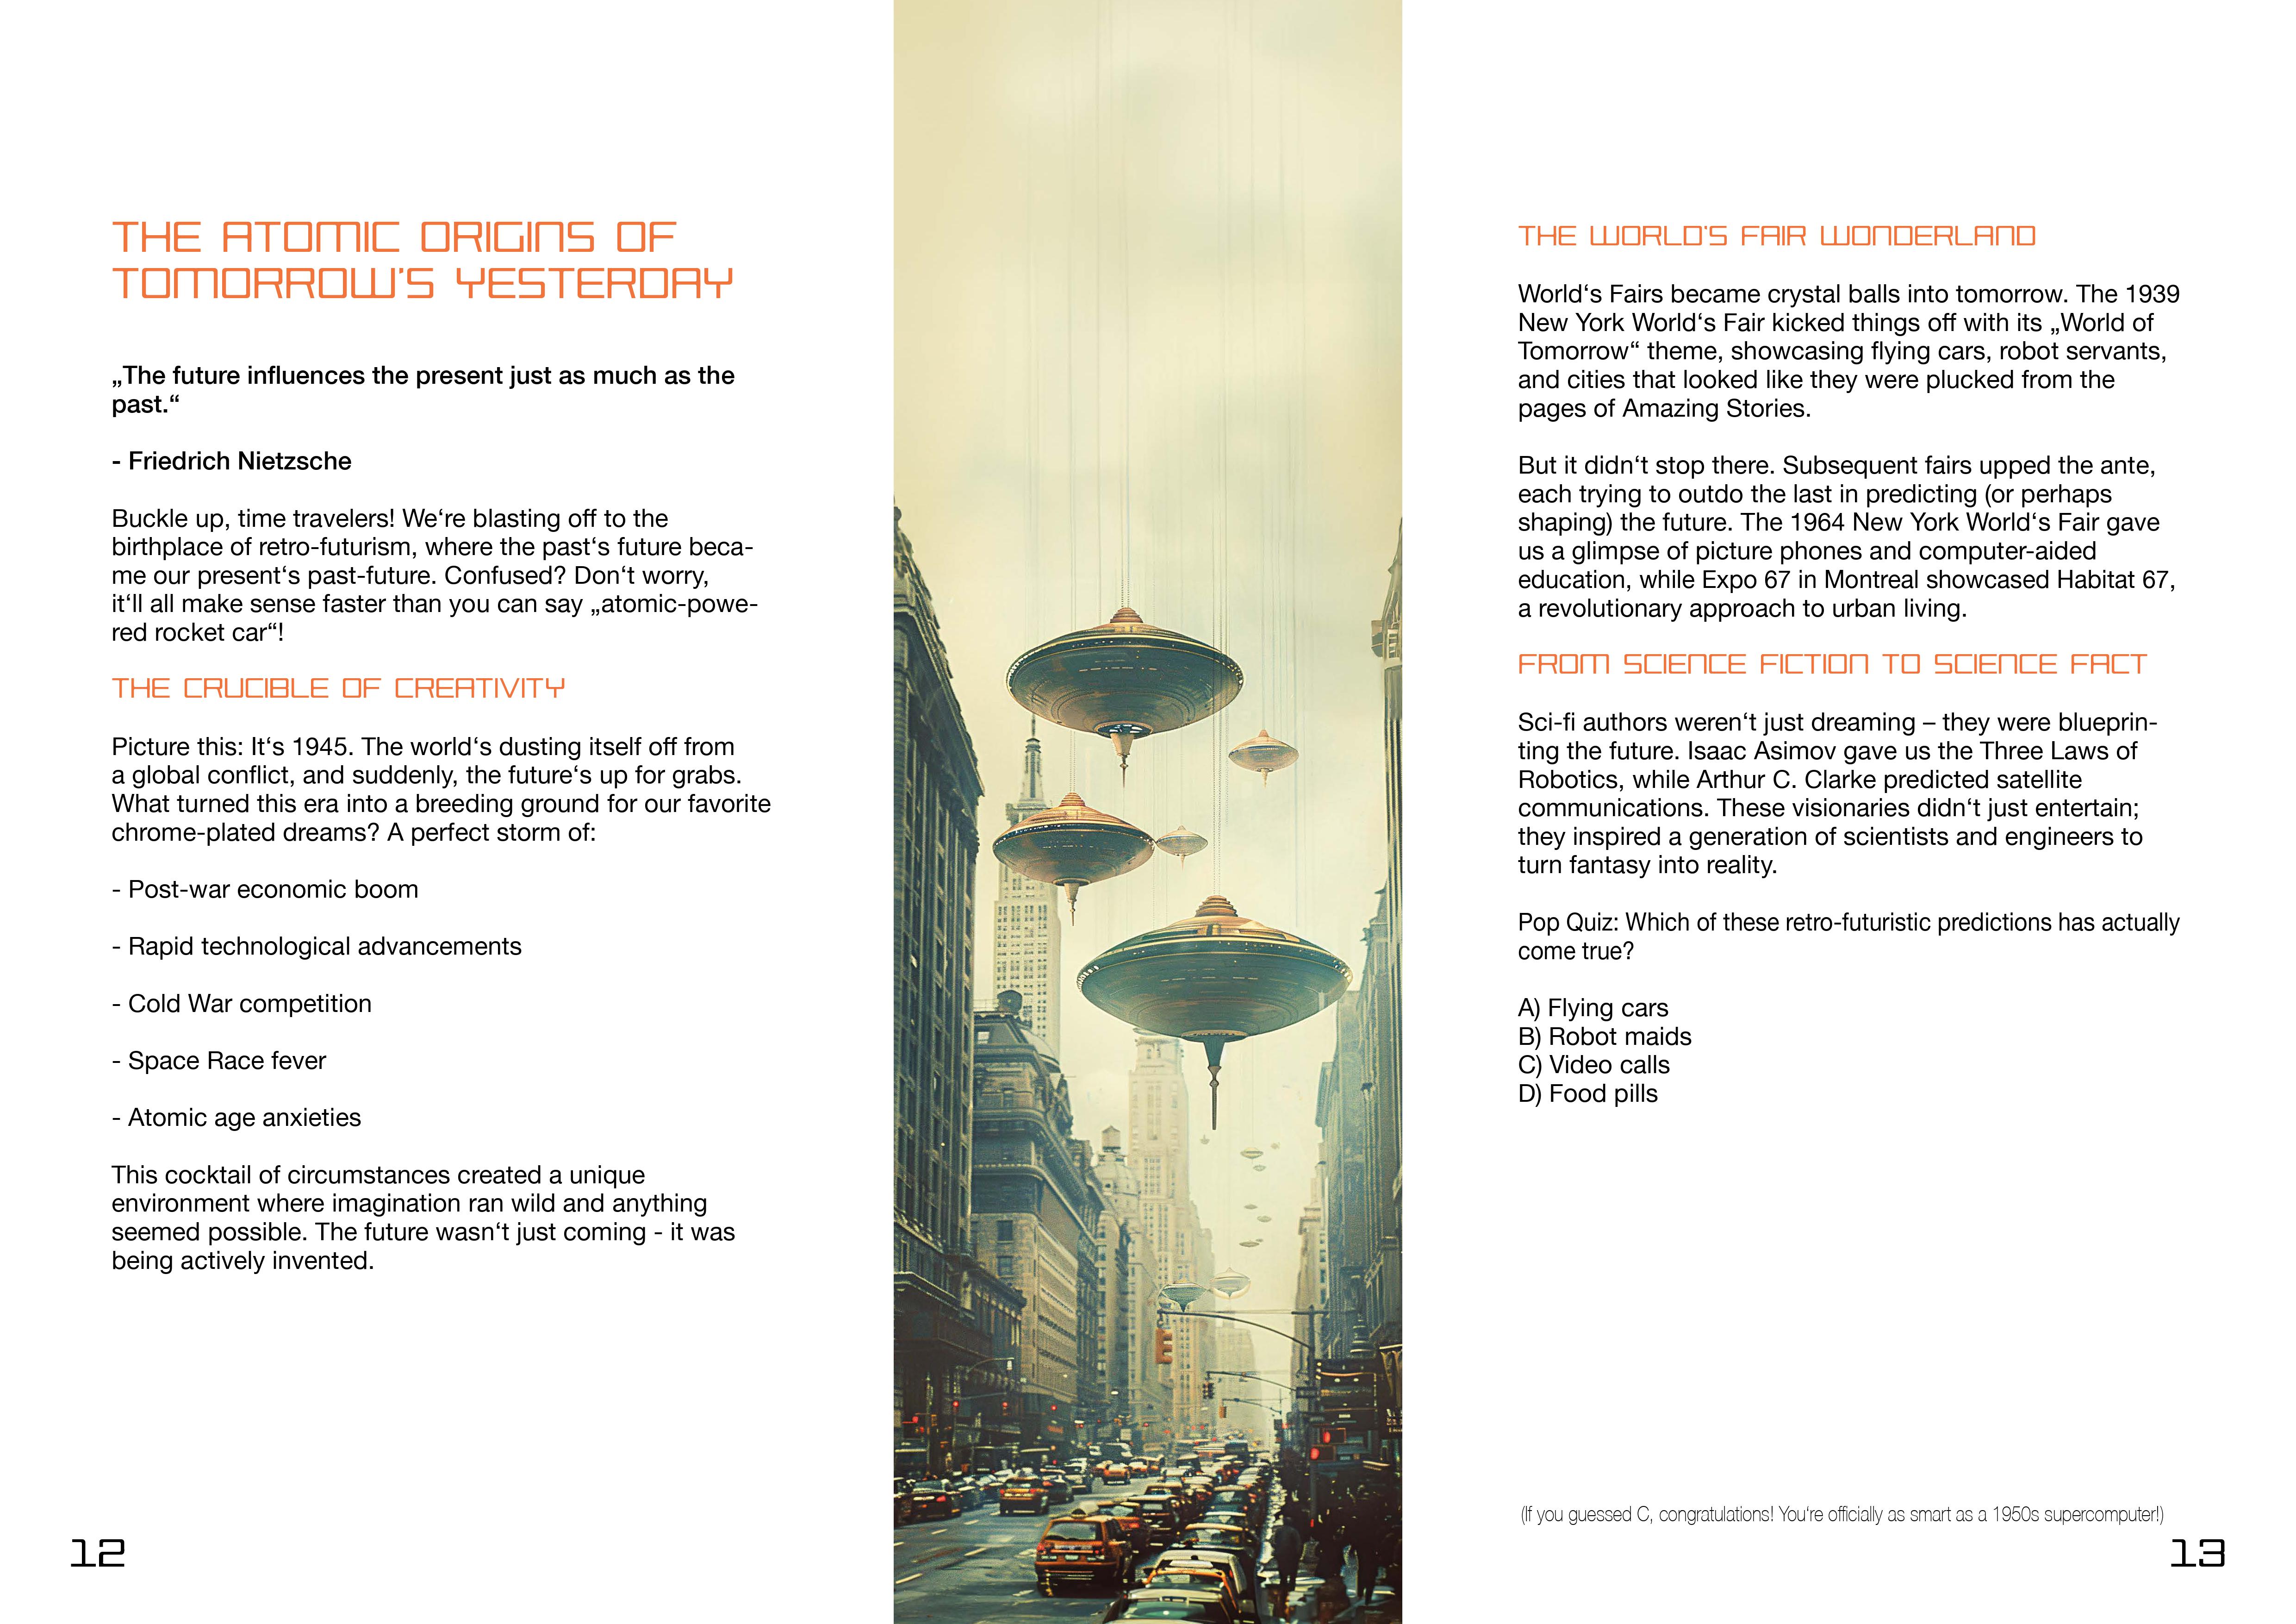 THE ATOMIC ORIGINS OF
TOMORROW'S YESTERDAY
„The future influences the present just as much as the
past.“
- Friedrich Nietzsche
Buckle up, time travelers! We‘re blasting off to the
birthplace of retro-futurism, where the past‘s future beca-
me our present‘s past-future. Confused? Don‘t worry,
it‘ll all make sense faster than you can say „atomic-powe-
red rocket car“!
THE CRUCIBLE OF CREATIVITY
Picture this: It‘s 1945. The world‘s dusting itself off from
a global conflict, and suddenly, the future‘s up for grabs.
What turned this era into a breeding ground for our favorite
chrome-plated dreams? A perfect storm of:
- Post-war economic boom
- Rapid technological advancements
- Cold War competition
- Space Race fever
- Atomic age anxieties
This cocktail of circumstances created a unique
environment where imagination ran wild and anything
seemed possible. The future wasn‘t just coming - it was
being actively invented.
12
THE WORLD'S FAIR WONDERLAND
World‘s Fairs became crystal balls into tomorrow. The 1939
New York World‘s Fair kicked things off with its „World of
Tomorrow“ theme, showcasing flying cars, robot servants,
and cities that looked like they were plucked from the
pages of Amazing Stories.
But it didn‘t stop there. Subsequent fairs upped the ante,
each trying to outdo the last in predicting (or perhaps
shaping) the future. The 1964 New York World‘s Fair gave
us a glimpse of picture phones and computer-aided
education, while Expo 67 in Montreal showcased Habitat 67,
a revolutionary approach to urban living.
FROM SCIENCE FICTION TO SCIENCE FACT
Sci-fi authors weren‘t just dreaming – they were blueprin-
ting the future. Isaac Asimov gave us the Three Laws of
Robotics, while Arthur C. Clarke predicted satellite
communications. These visionaries didn‘t just entertain;
they inspired a generation of scientists and engineers to
turn fantasy into reality.
Pop Quiz: Which of these retro-futuristic predictions has actually
come true?
A) Flying cars
B) Robot maids
C) Video calls
D) Food pills
(If you guessed C, congratulations! You‘re officially as smart as a 1950s supercomputer!)
13